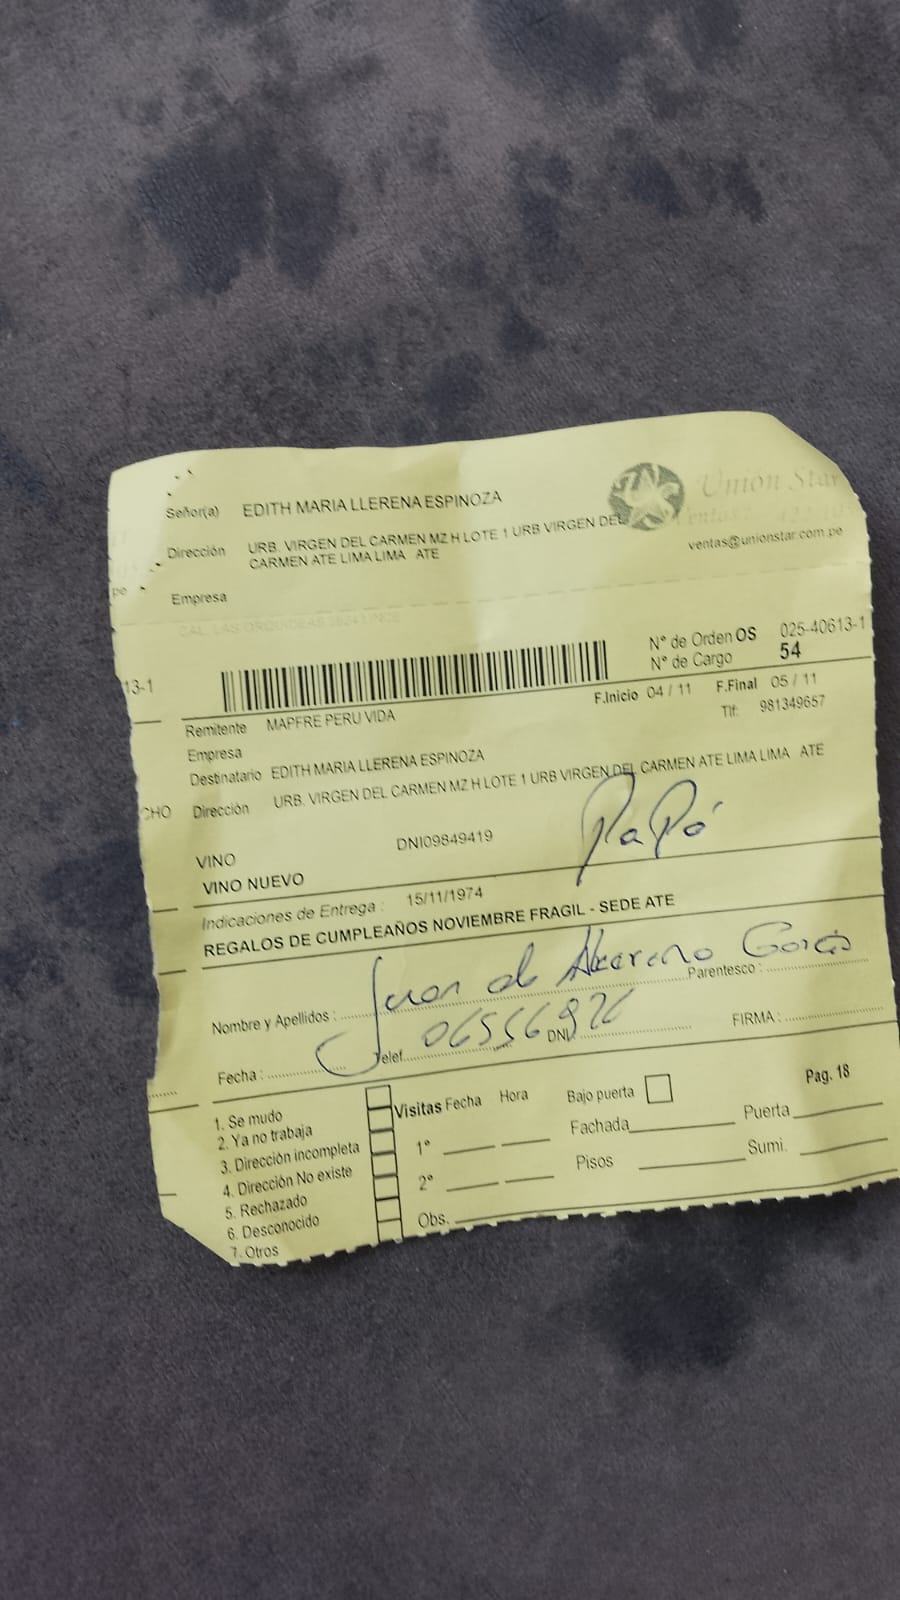 Unión Star
ventas@unionstar.com.pe
Señor(a) EDITH MARIA LLERENA ESPINOZA
Dirección URB. VIRGEN DEL CARMEN MZ H LOTE 1 URB VIRGEN DEL
CARMEN ATE LIMA LIMA ATE
pe
Empresa
13-1
N° de Orden OS 025-40613-1
N° de Cargo 54
F.Inicio 04 / 11 F.Final 05 / 11
Remitente MAPFRE PERU VIDA
Tlf: 981349657
Empresa
Destinatario EDITH MARIA LLERENA ESPINOZA
CHO Dirección URB. VIRGEN DEL CARMEN MZ H LOTE 1 URB VIRGEN DEL CARMEN ATE LIMA LIMA ATE
VINO DNI09849419
PaPá
VINO NUEVO
Indicaciones de Entrega : 15/11/1974
REGALOS DE CUMPLEAÑOS NOVIEMBRE FRAGIL - SEDE ATE
Nombre y Apellidos : Juan de Parentesco :
Fecha : Telef. 06556926 DNI FIRMA :
1. Se mudo
2. Ya no trabaja
3. Dirección incompleta
4. Dirección No existe
5. Rechazado
6. Desconocido
7. Otros
Visitas Fecha Hora Bajo puerta Pag. 18
1° Fachada Puerta
2° Pisos Sumi.
Obs.